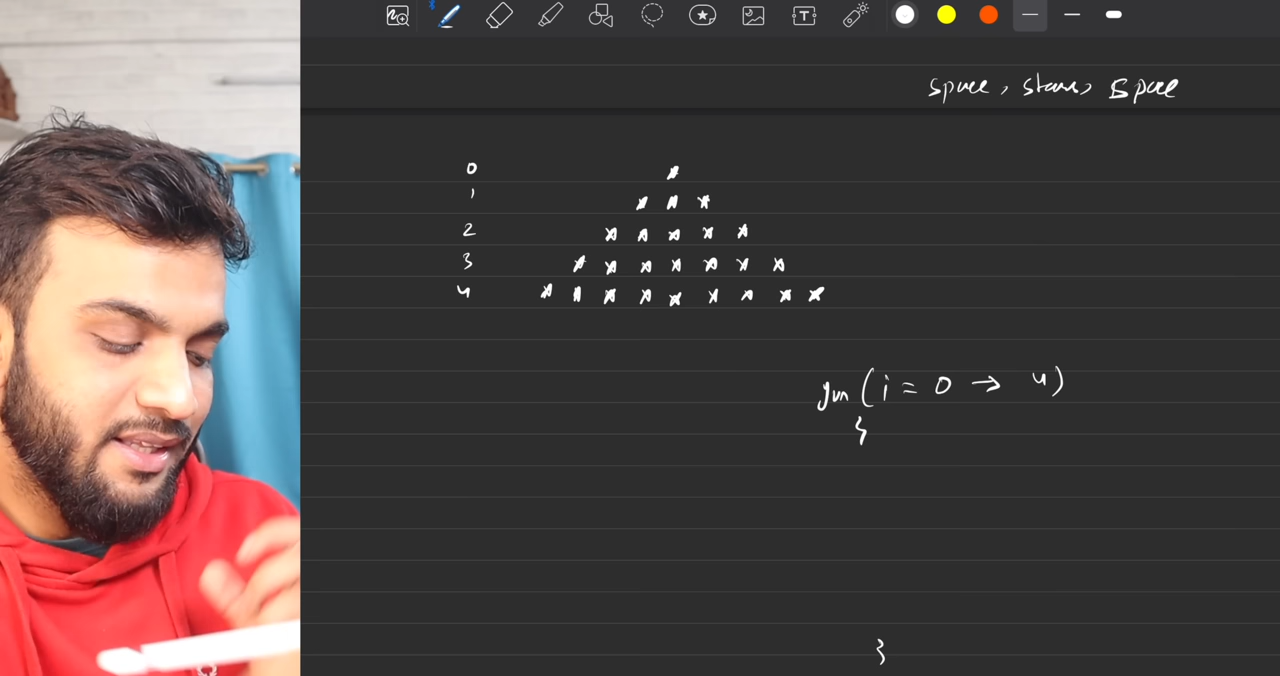 space, stars, space
0 *
1 * * *
2 * * * * *
3 * * * * * * *
4 * * * * * * * * *
for (i = 0 → 4)
{
}